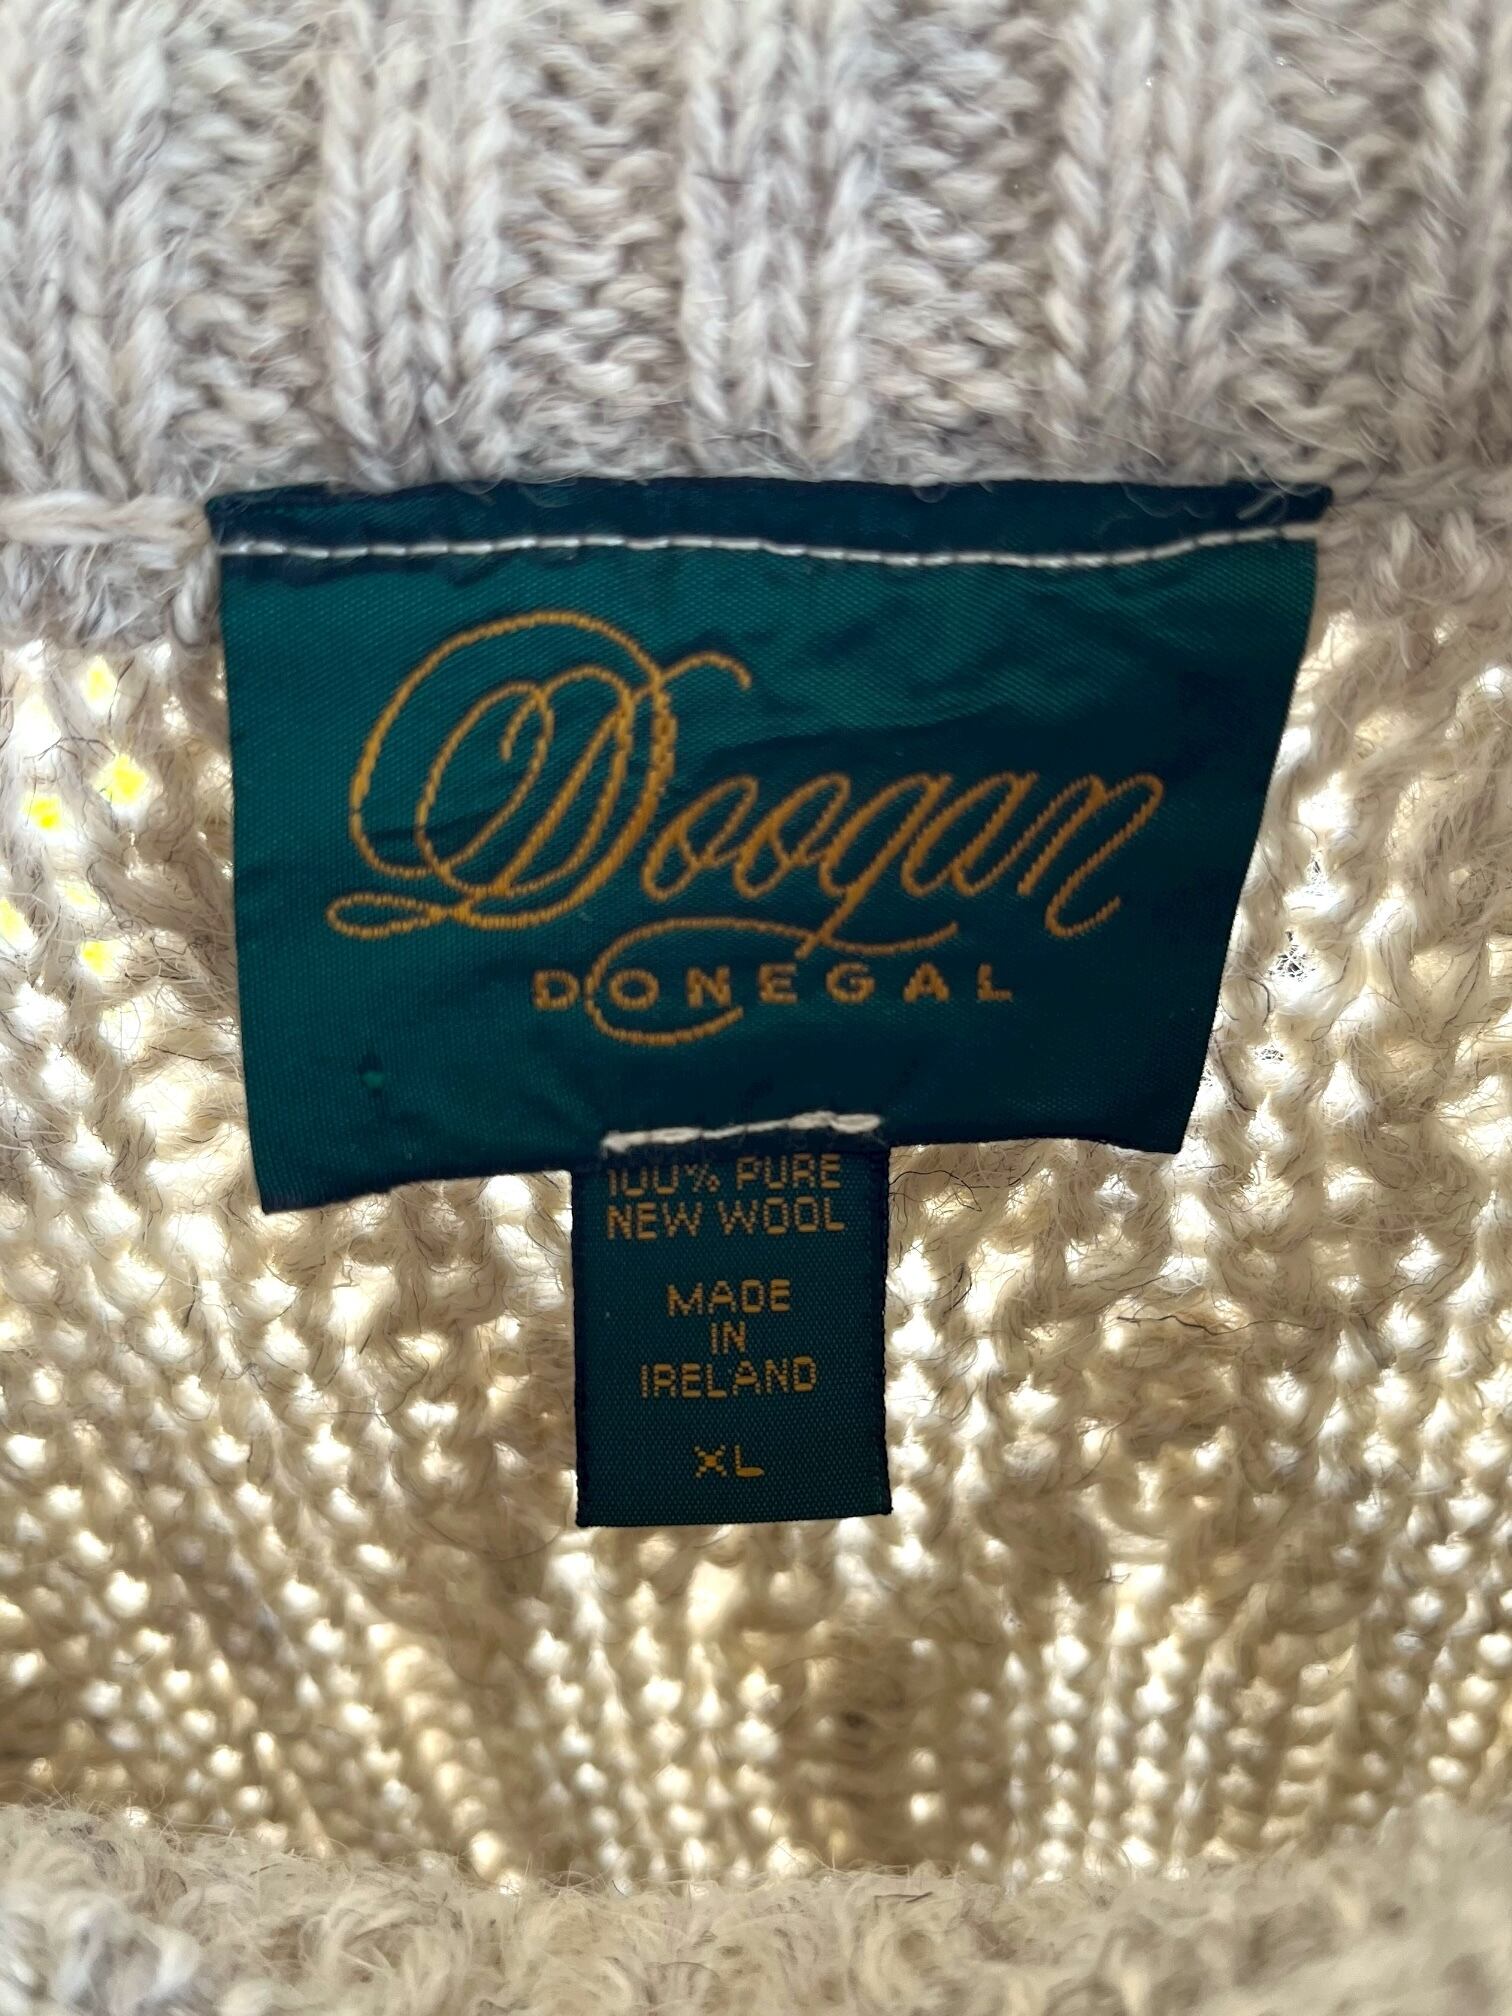 Doogan
DONEGAL
100% PURE
NEW WOOL
MADE
IN
IRELAND
XL